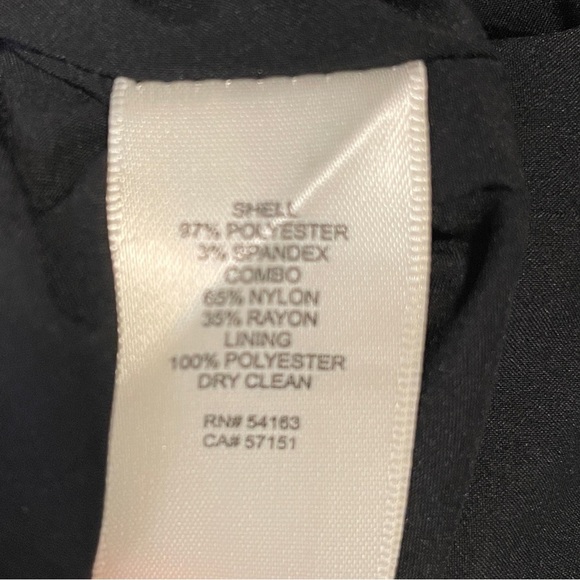 SHELL
97% POLYESTER
3% SPANDEX
COMBO
65% NYLON
35% RAYON
LINING
100% POLYESTER
DRY CLEAN
RN# 54163
CA# 57151